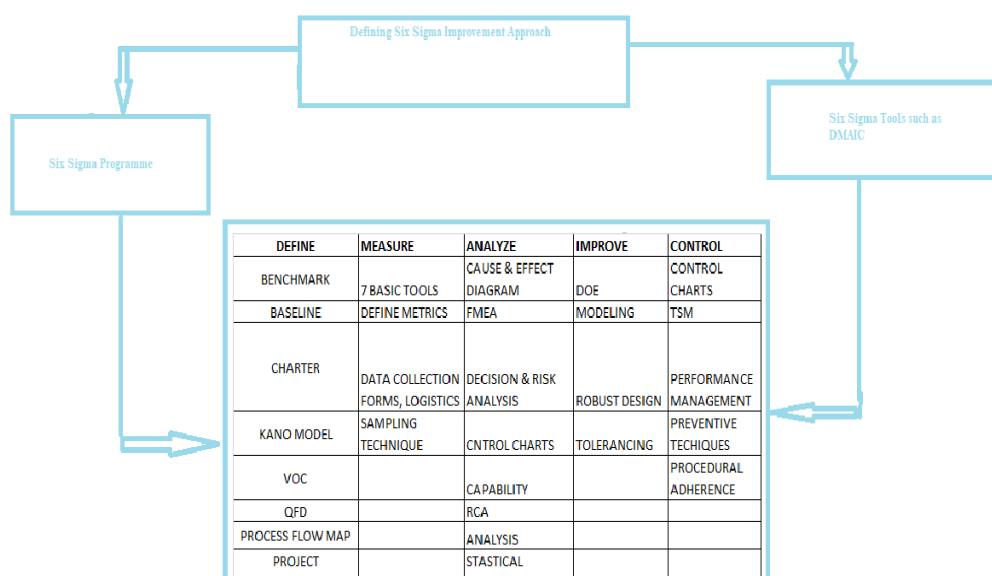 Defining Six Sigma Improvement Approach
Six Sigma Tools such as
DMAIC
Six Sigma Programme
DEFINE MEASURE ANALYZE IMPROVE CONTROL
BENCHMARK 7 BASIC TOOLS CAUSE & EFFECT DIAGRAM DOE CONTROL CHARTS
BASELINE DEFINE METRICS FMEA MODELING TSM
CHARTER DATA COLLECTION FORMS, LOGISTICS DECISION & RISK ANALYSIS ROBUST DESIGN PERFORMANCE MANAGEMENT
KANO MODEL SAMPLING TECHNIQUE CNTROL CHARTS TOLERANCING PREVENTIVE TECHIQUES
VOC CAPABILITY PROCEDURAL ADHERENCE
QFD RCA
PROCESS FLOW MAP ANALYSIS
PROJECT STASTICAL